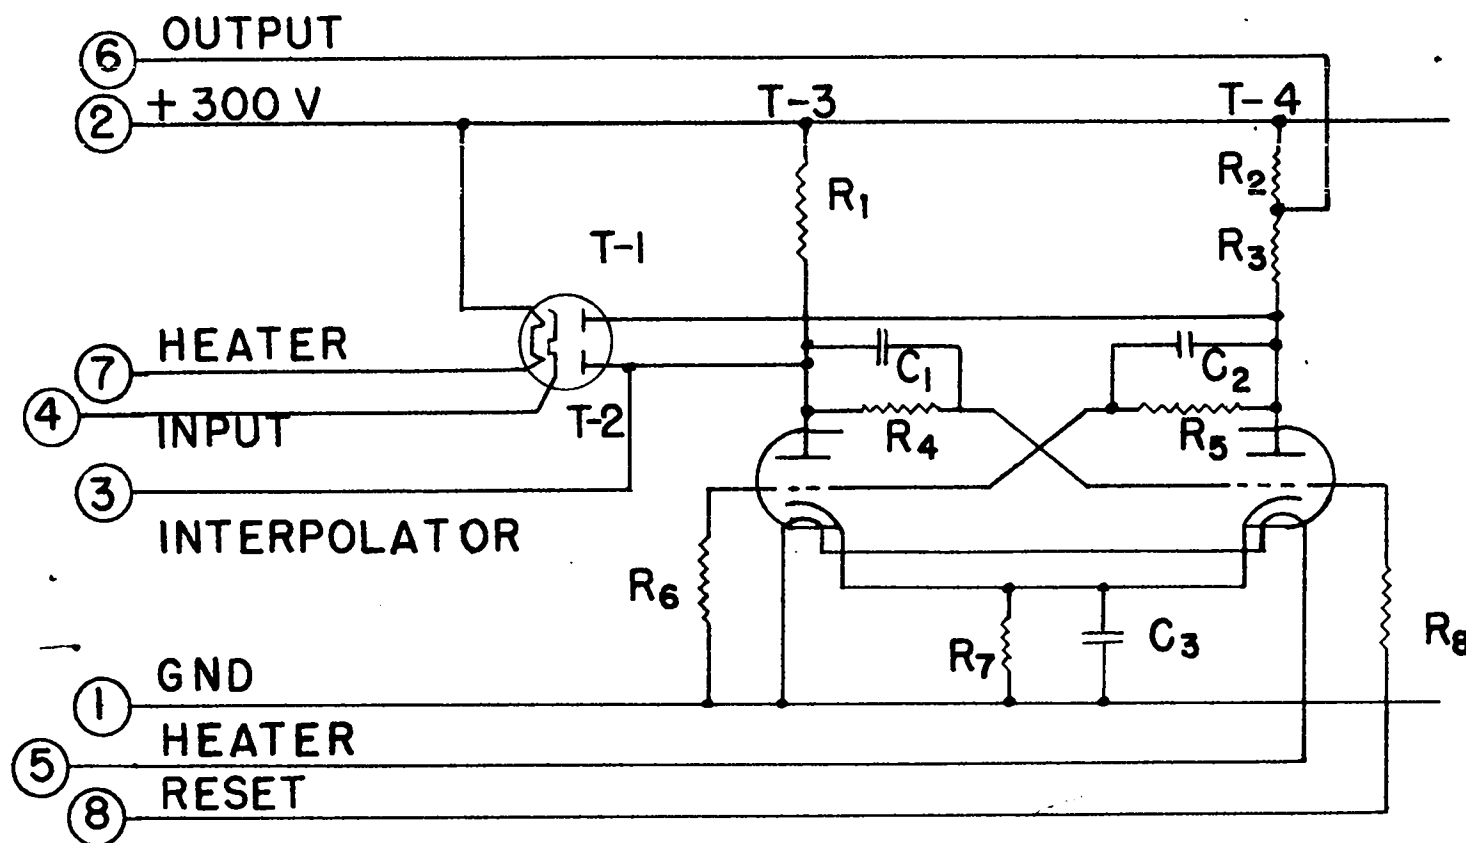 6 OUTPUT
2 +300 V
T-3
T-4
R2
R1
T-1
R3
7 HEATER
C1
C2
4 INPUT
T-2
R4
R5
3 INTERPOLATOR
R6
C3
R7
R8
1 GND
5 HEATER
8 RESET